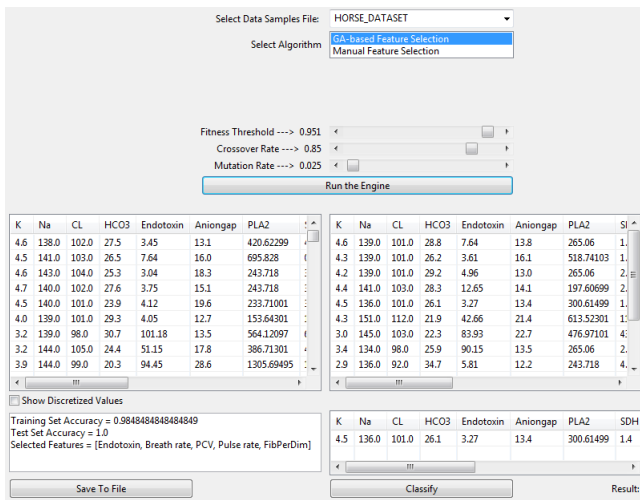 Select Data Samples File: HORSE_DATASET
Select Algorithm GA-based Feature Selection
Manual Feature Selection
Fitness Threshold ---> 0.951
Crossover Rate ---> 0.85
Mutation Rate ---> 0.025
Run the Engine
K Na CL HCO3 Endotoxin Aniongap PLA2
4.6 138.0 102.0 27.5 3.45 13.1 420.62299
4.5 141.0 103.0 26.5 7.64 16.0 695.828
4.6 143.0 104.0 25.3 3.04 18.3 243.718
4.7 140.0 102.0 27.6 3.75 15.1 243.718
4.5 140.0 101.0 23.9 4.12 19.6 233.71001
4.0 139.0 101.0 29.3 4.05 12.7 153.64301
3.2 139.0 98.0 30.7 101.18 13.5 564.12097
3.2 144.0 105.0 24.4 51.15 17.8 386.71301
3.9 144.0 99.0 20.3 94.45 28.6 1305.69495
Show Discretized Values
Training Set Accuracy = 0.9848484848484849
Test Set Accuracy = 1.0
Selected Features = [Endotoxin, Breath rate, PCV, Pulse rate, FibPerDim]
Save To File
K Na CL HCO3 Endotoxin Aniongap PLA2
4.6 139.0 101.0 28.8 7.64 13.8 265.06 1.
4.3 139.0 101.0 26.2 3.61 16.1 518.74103 1.
4.2 139.0 101.0 29.2 4.96 13.0 265.06 2.
4.4 141.0 103.0 28.3 12.65 14.1 197.60699 2.
4.5 136.0 101.0 26.1 3.27 13.4 300.61499 1.
4.3 151.0 112.0 21.9 42.66 21.4 613.52301
3.0 145.0 103.0 22.3 83.93 22.7 476.97101
3.4 134.0 98.0 25.9 90.15 13.5 265.06 2.
2.9 136.0 92.0 34.7 5.81 12.2 243.718 4.
K Na CL HCO3 Endotoxin Aniongap PLA2 SDH
4.5 136.0 101.0 26.1 3.27 13.4 300.61499 1.4
Classify Result: